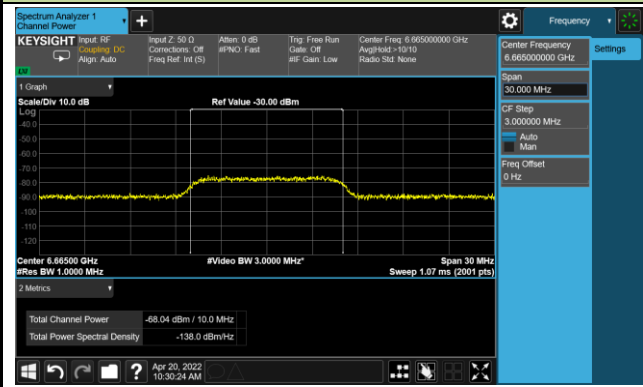 Spectrum Analyzer 1
Channel Power
Frequency
KEYSIGHT
Input: RF
Coupling: DC
Align: Auto
Input Z: 50 Ω
Corrections: Off
Freq Ref: Int (S)
Atten: 0 dB
#PNO: Fast
Trig: Free Run
Gate: Off
#IF Gain: Low
Center Freq: 6.665000000 GHz
Avg|Hold:>10/10
Radio Std: None
Center Frequency
6.665000000 GHz
Settings
Span
30.000 MHz
CF Step
3.000000 MHz
Auto
Man
Freq Offset
0 Hz
1 Graph
Scale/Div 10.0 dB
Ref Value -30.00 dBm
Log
-40.0
-50.0
-60.0
-70.0
-80.0
-90.0
-100
-110
-120
Center 6.66500 GHz
#Video BW 3.0000 MHz*
Span 30 MHz
#Res BW 1.0000 MHz
Sweep 1.07 ms (2001 pts)
2 Metrics
Total Channel Power
-68.04 dBm / 10.0 MHz
Total Power Spectral Density
-138.0 dBm/Hz
?
Apr 20, 2022
10:30:24 AM